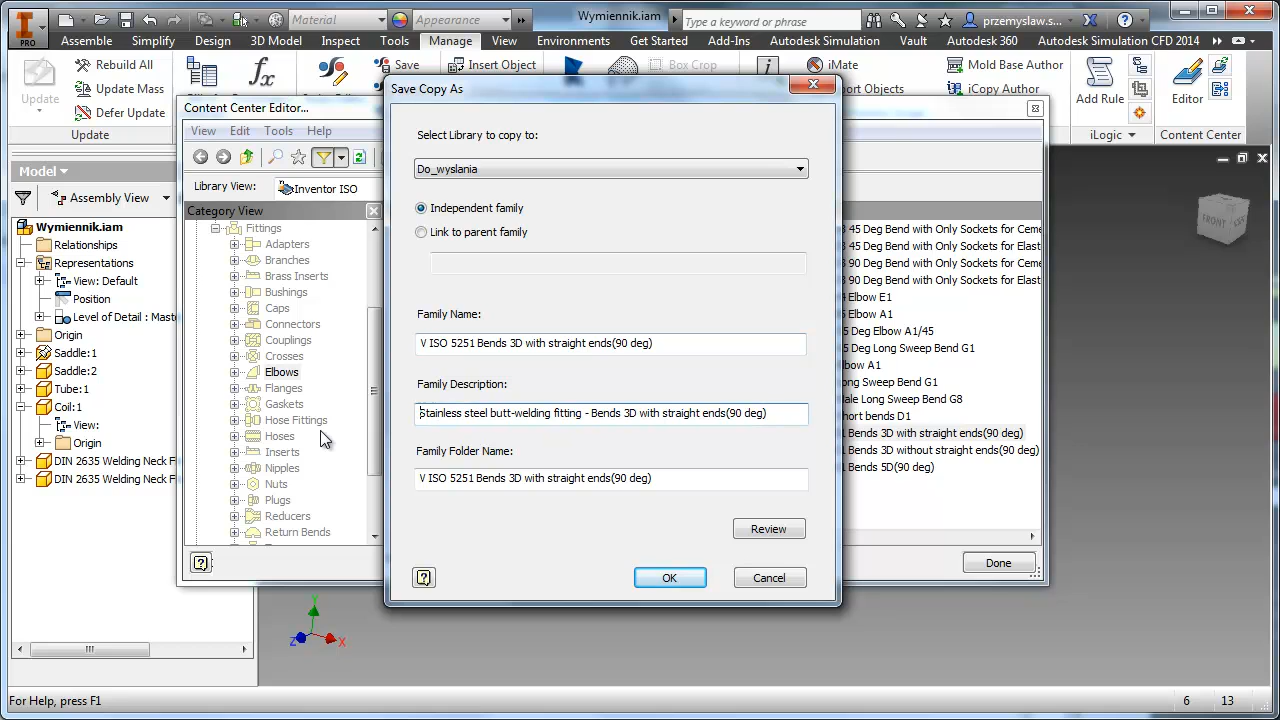 PRO
Material
Appearance
Wymiennik.iam
Type a keyword or phrase
przemyslaw.s...
Assemble
Simplify
Design
3D Model
Inspect
Tools
Manage
View
Environments
Get Started
Add-Ins
Autodesk Simulation
Vault
Autodesk 360
Autodesk Simulation CFD 2014
Update
Rebuild All
Update Mass
Defer Update
Update
Save
Insert Object
Box Crop
iMate
Mold Base Author
iCopy Author
Add Rule
Editor
iLogic
Content Center
Model
Assembly View
Wymiennik.iam
Relationships
Representations
View: Default
Position
Level of Detail : Maste
Origin
Saddle:1
Saddle:2
Tube:1
Coil:1
View:
Origin
DIN 2635 Welding Neck F
DIN 2635 Welding Neck F
Content Center Editor...
View
Edit
Tools
Help
Library View:
Inventor ISO
Category View
Fittings
Adapters
Branches
Brass Inserts
Bushings
Caps
Connectors
Couplings
Crosses
Elbows
Flanges
Gaskets
Hose Fittings
Hoses
Inserts
Nipples
Nuts
Plugs
Reducers
Return Bends
Save Copy As
Select Library to copy to:
Do_wyslania
Independent family
Link to parent family
Family Name:
V ISO 5251 Bends 3D with straight ends(90 deg)
Family Description:
Stainless steel butt-welding fitting - Bends 3D with straight ends(90 deg)
Family Folder Name:
V ISO 5251 Bends 3D with straight ends(90 deg)
Review
OK
Cancel
45 Deg Bend with Only Sockets for Ceme
45 Deg Bend with Only Sockets for Elast
90 Deg Bend with Only Sockets for Ceme
90 Deg Bend with Only Sockets for Elast
Elbow E1
Elbow A1
Deg Elbow A1/45
Deg Long Sweep Bend G1
Elbow A1
Long Sweep Bend G1
Long Sweep Bend G8
hort bends D1
Bends 3D with straight ends(90 deg)
Bends 3D without straight ends(90 deg)
Bends 5D(90 deg)
Done
FRONT
Y
Z
X
For Help, press F1
6
13